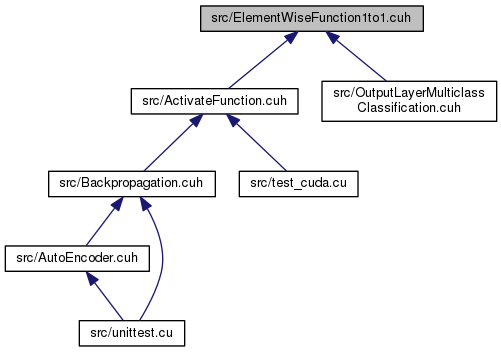 src/ElementWiseFunction1to1.cuh
src/ActivateFunction.cuh
src/OutputLayerMulticlass
Classification.cuh
src/Backpropagation.cuh
src/test_cuda.cu
src/AutoEncoder.cuh
src/unittest.cu